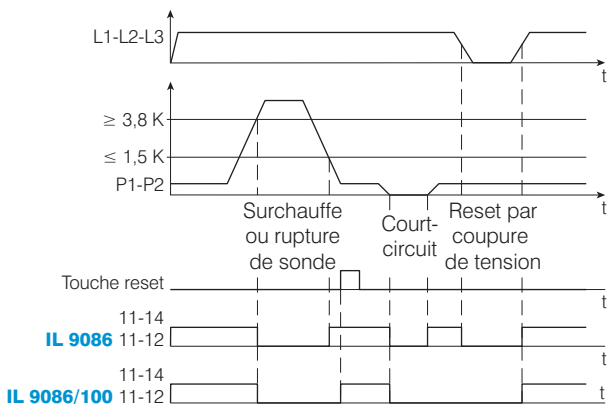 L1-L2-L3
t
≥ 3,8 K
≤ 1,5 K
P1-P2
t
Surchauffe
ou rupture
de sonde
Court-
circuit
Reset par
coupure
de tension
Touche reset
t
11-14
IL 9086 11-12
t
11-14
IL 9086/100 11-12
t